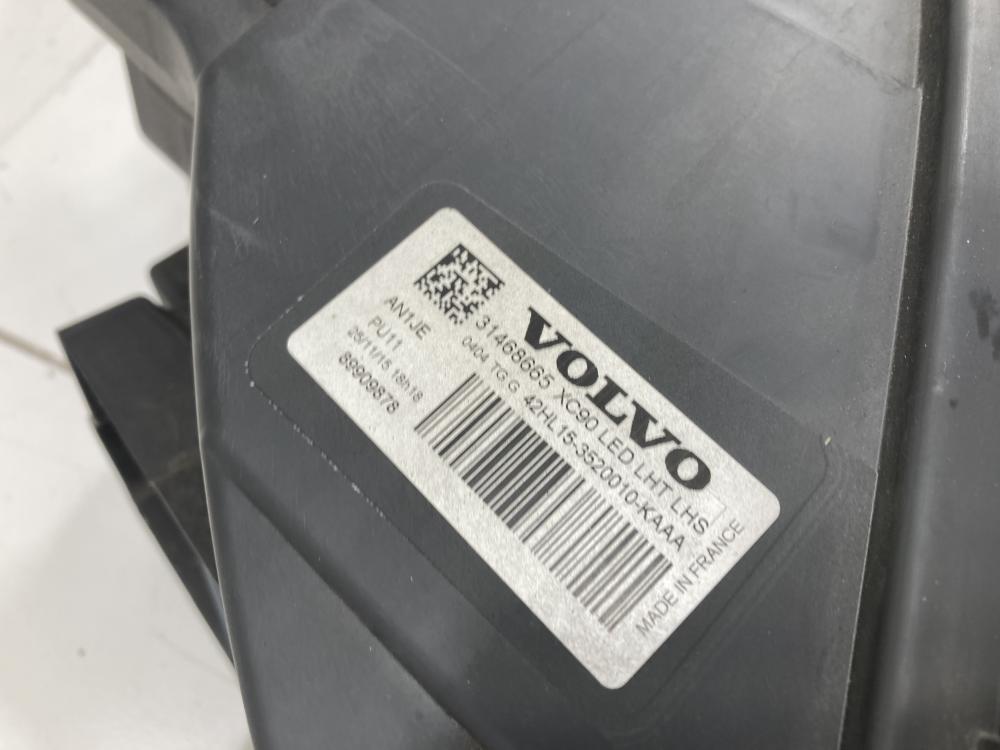 VOLVO
31468665 XC90 LED LHT LHS
0404 TG G 42HL15-3520010-KAAA
AN1JE
PU11
25/11/15 18h18
89909878
MADE IN FRANCE